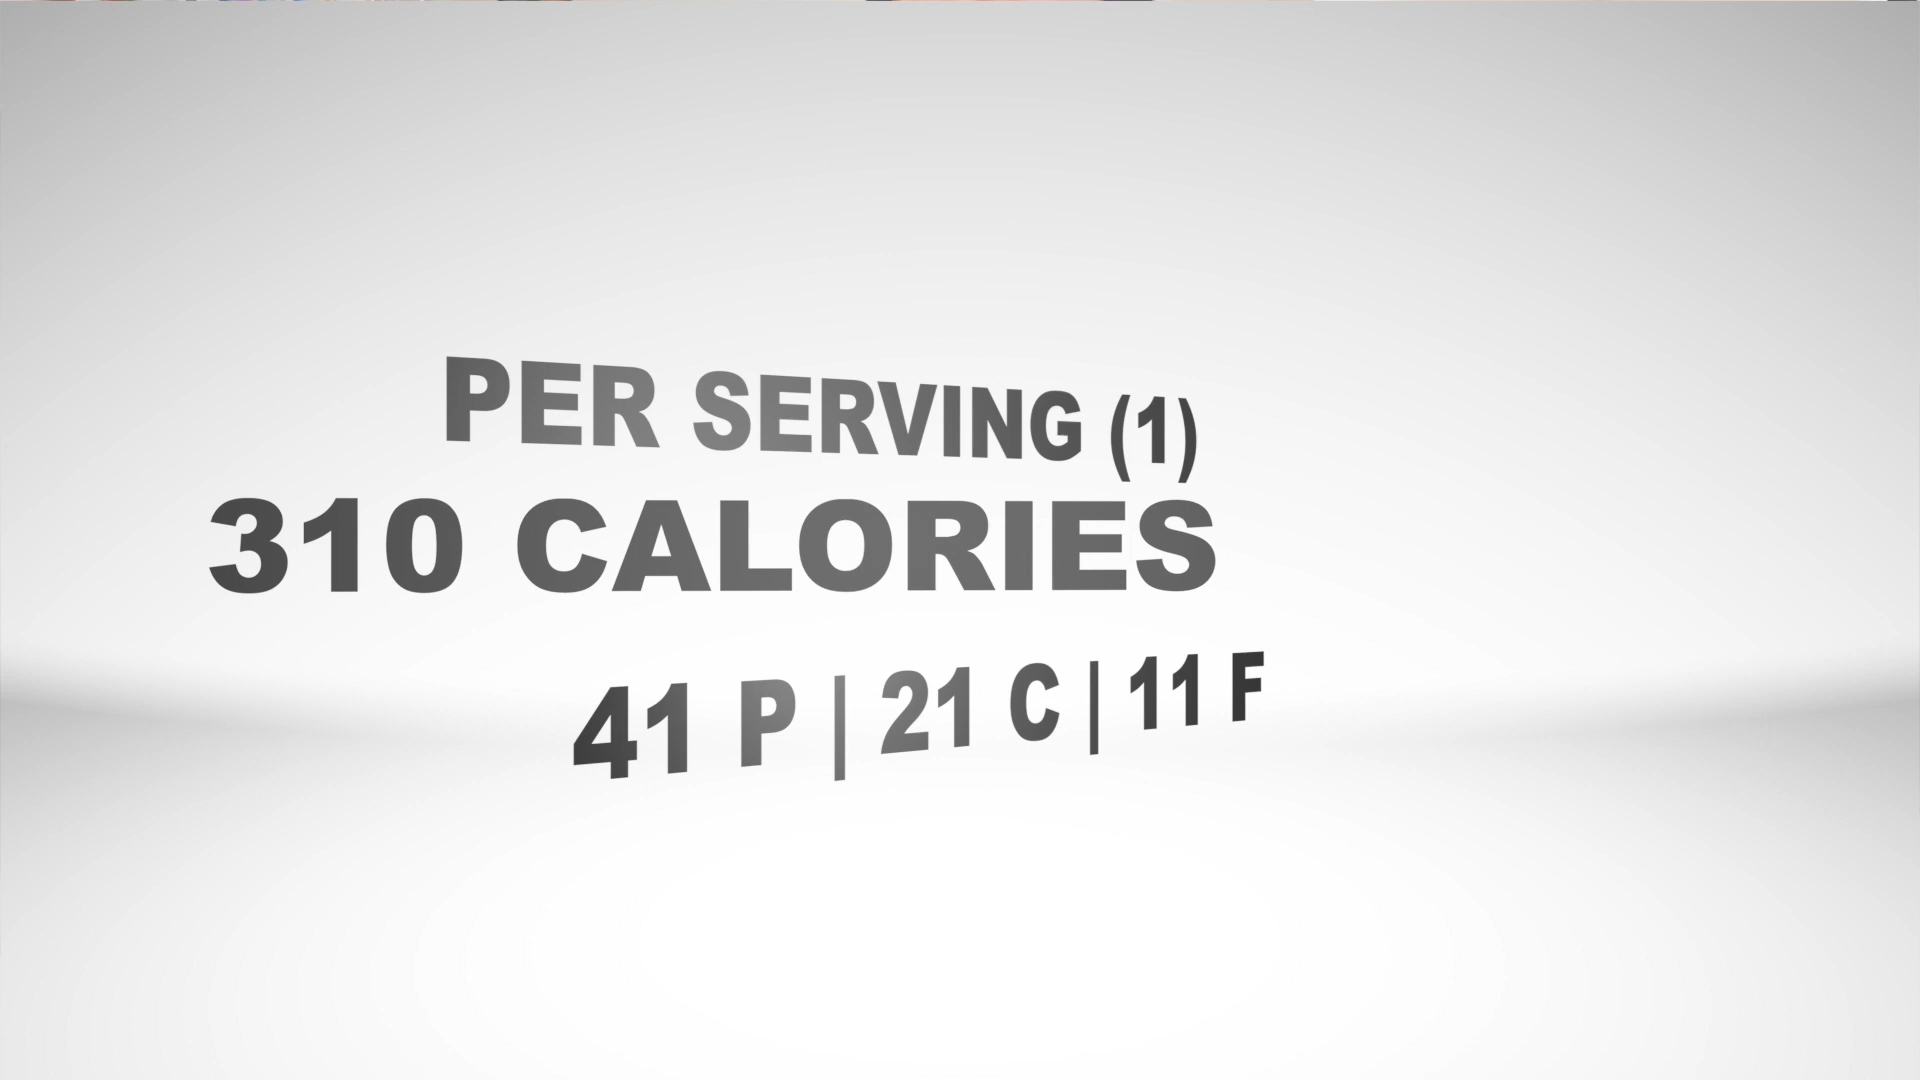 PER SERVING (1)
310 CALORIES
41 P | 21 C | 11 F